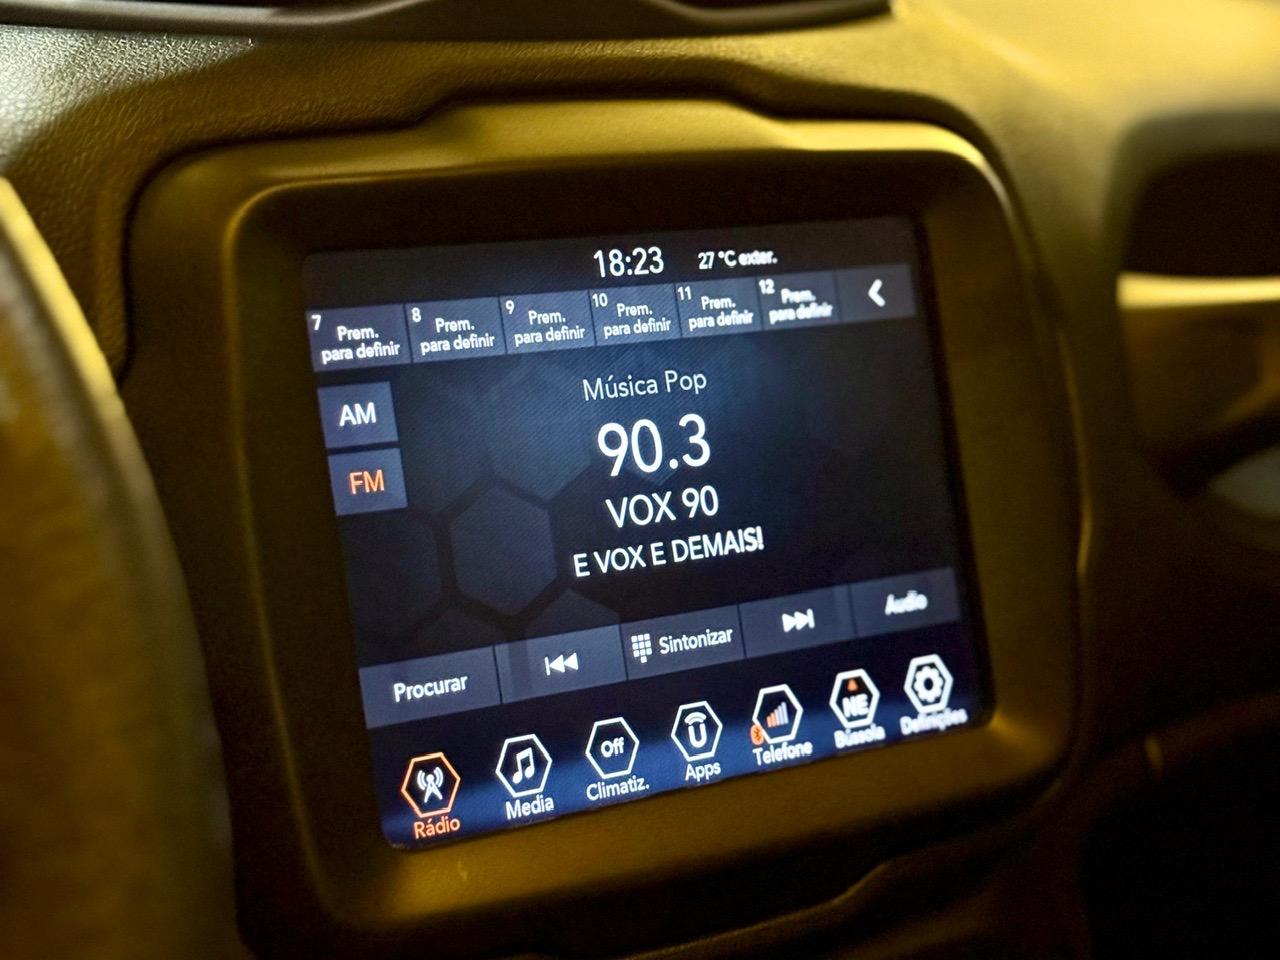 18:23 27 °C exter.
7 Prem. para definir
8 Prem. para definir
9 Prem. para definir
10 Prem. para definir
11 Prem. para definir
12 Prem. para definir
AM
FM
Música Pop
90.3
VOX 90
E VOX E DEMAIS!
Procurar
Sintonizar
Áudio
Rádio
Media
Off
Climatiz.
U
Apps
Telefone
NE
Bússola
Definições